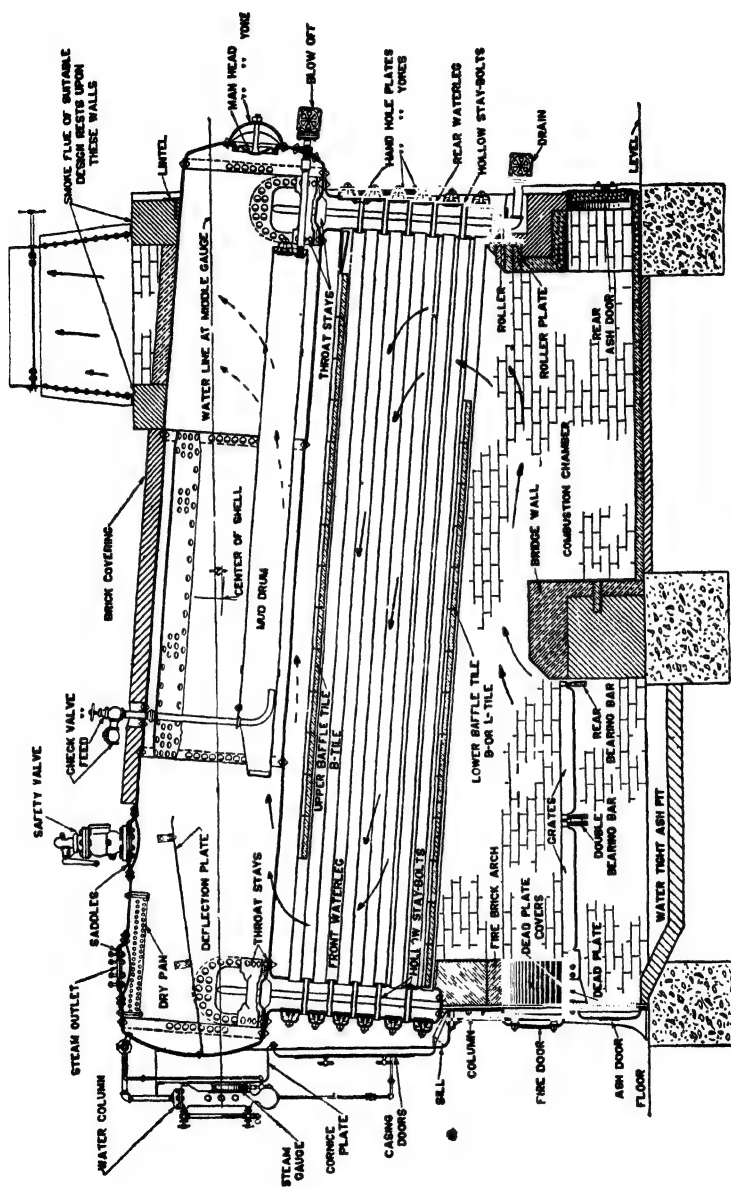 SMOKE FLUE OF SUITABLE
DESIGN RESTS UPON
THESE WALLS
LINTEL
MAN HEAD
" " YOKE
BLOW OFF
BRICK COVERING
WATER LINE AT MIDDLE GAUGE
CENTER OF SHELL
MUD DRUM
THROAT STAYS
HAND HOLE PLATES
" " " YOKES
REAR WATERLEG
HOLLOW STAY-BOLTS
DRAIN
LEVEL
CHECK VALVE
FEED "
SAFETY VALVE
SADDLES
STEAM OUTLET
DRY PAN
DEFLECTION PLATE
THROAT STAYS
WATER COLUMN
STEAM
GAUGE
CORNICE
PLATE
CASING
DOORS
UPPER BAFFLE TILE
B-TILE
FRONT WATERLEG
HOLLOW STAY-BOLTS
LOWER BAFFLE TILE
B-OR L-TILE
ROLLER
ROLLER PLATE
REAR
ASH DOOR
COMBUSTION CHAMBER
BRIDGE WALL
SILL
COLUMN
FIRE DOOR
ASH DOOR
FLOOR
FIRE BRICK ARCH
DEAD PLATE
COVERS
DEAD PLATE
GRATES
DOUBLE
BEARING BAR
REAR
BEARING BAR
WATER TIGHT ASH PIT